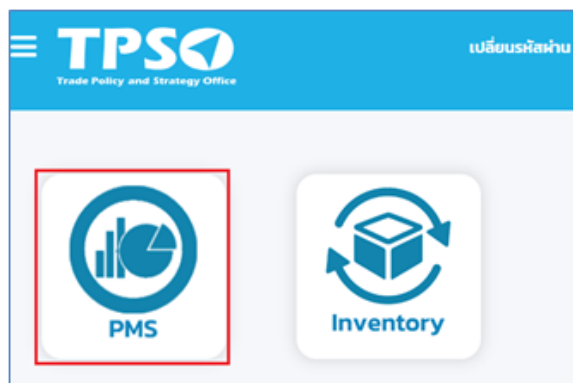 TPSO
Trade Policy and Strategy Office
เปลี่ยนรหัสผ่าน
PMS
Inventory